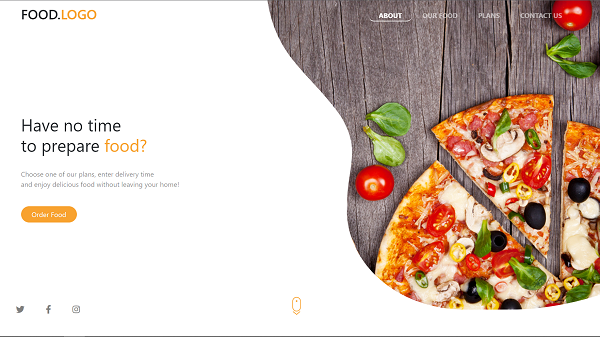 FOOD.LOGO
ABOUT
OUR FOOD
PLANS
CONTACT US
Have no time
to prepare food?
Choose one of our plans, enter delivery time
and enjoy delicious food without leaving your home!
Order Food